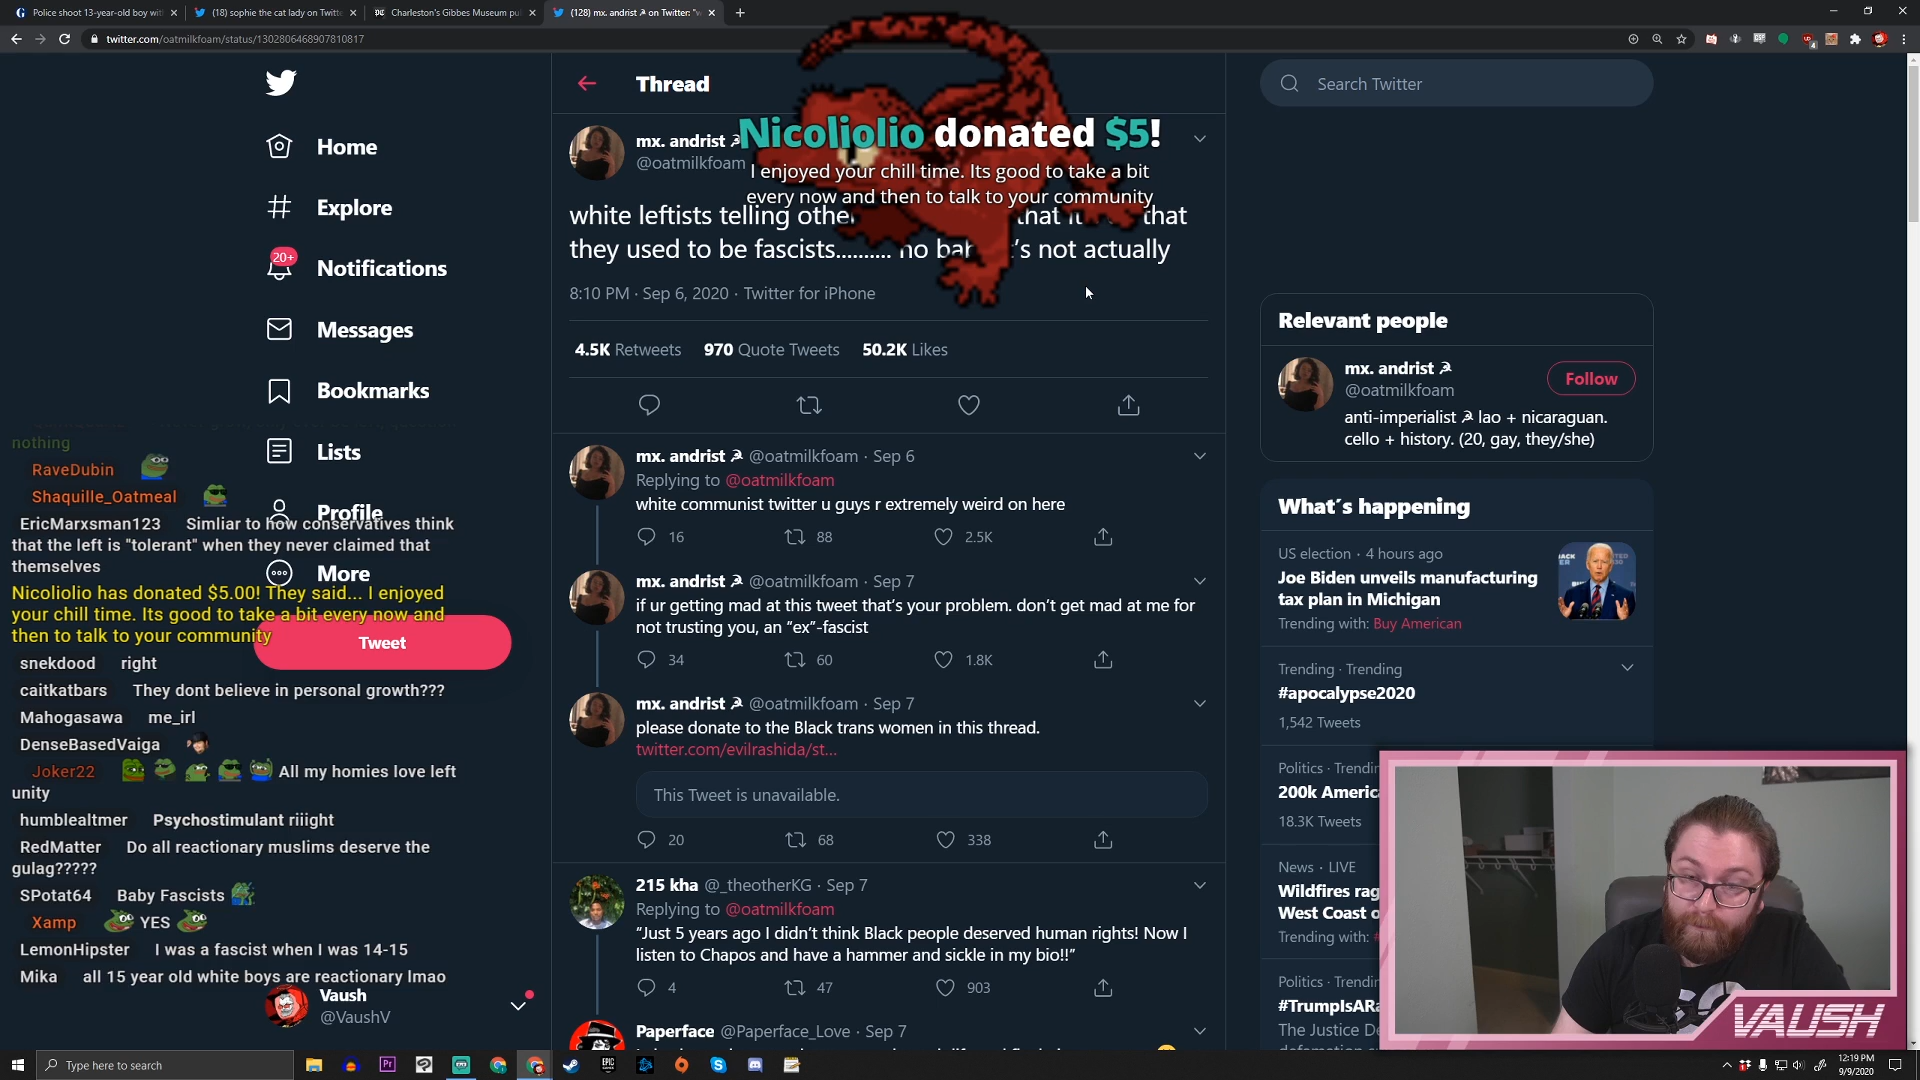 Police shoot 13-year-old boy wit
(18) sophie the cat lady on Twitte
Charleston's Gibbes Museum pu
(128) mx. andrist on Twitter: "w
twitter.com/oatmilkfoam/status/1302806468907810817
Home
Explore
20+
Notifications
Messages
Bookmarks
Lists
Profile
More
Tweet
Vaush
@VaushV
nothing
RaveDubin
Shaquille_Oatmeal
EricMarxsman123 Simliar to how conservatives think
that the left is "tolerant" when they never claimed that
themselves
Nicoliolio has donated $5.00! They said... I enjoyed
your chill time. Its good to take a bit every now and
then to talk to your community
snekdood right
caitkatbars They dont believe in personal growth???
Mahogasawa me_irl
DenseBasedVaiga
Joker22 All my homies love left
unity
humblealtmer Psychostimulant riiight
RedMatter Do all reactionary muslims deserve the
gulag?????
SPotat64 Baby Fascists
Xamp YES
LemonHipster I was a fascist when I was 14-15
Mika all 15 year old white boys are reactionary lmao
Thread
Nicoliolio donated $5!
I enjoyed your chill time. Its good to take a bit
every now and then to talk to your community
mx. andrist ☭
@oatmilkfoam
white leftists telling othe that that
they used to be fascists.......... no ba 's not actually
8:10 PM · Sep 6, 2020 · Twitter for iPhone
4.5K Retweets 970 Quote Tweets 50.2K Likes
mx. andrist ☭ @oatmilkfoam · Sep 6
Replying to @oatmilkfoam
white communist twitter u guys r extremely weird on here
16 88 2.5K
mx. andrist ☭ @oatmilkfoam · Sep 7
if ur getting mad at this tweet that's your problem. don't get mad at me for
not trusting you, an "ex"-fascist
34 60 1.8K
mx. andrist ☭ @oatmilkfoam · Sep 7
please donate to the Black trans women in this thread.
twitter.com/evilrashida/st...
This Tweet is unavailable.
20 68 338
215 kha @_theotherKG · Sep 7
Replying to @oatmilkfoam
"Just 5 years ago I didn't think Black people deserved human rights! Now I
listen to Chapos and have a hammer and sickle in my bio!!"
4 47 903
Paperface @Paperface_Love · Sep 7
Search Twitter
Relevant people
mx. andrist ☭
@oatmilkfoam
Follow
anti-imperialist ☭ lao + nicaraguan.
cello + history. (20, gay, they/she)
What's happening
US election · 4 hours ago
Joe Biden unveils manufacturing
tax plan in Michigan
Trending with: Buy American
Trending · Trending
#apocalypse2020
1,542 Tweets
Politics · Trendin
200k America
18.3K Tweets
News · LIVE
Wildfires rag
West Coast o
Trending with: #
Politics · Trendin
#TrumpIsARa
The Justice De
VAUSH
Type here to search
12:19 PM
9/9/2020